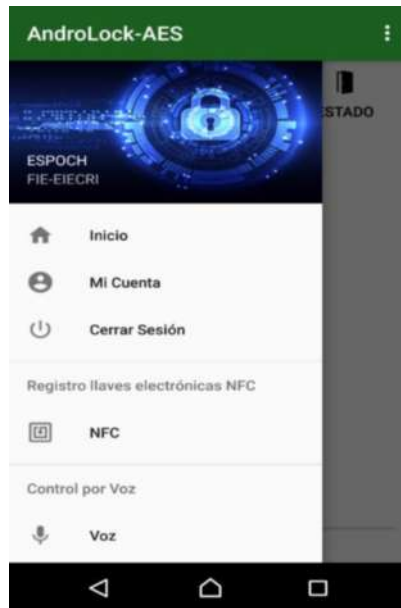 AndroLock-AES
ESTADO
ESPOCH
FIE-EIECRI
Inicio
Mi Cuenta
Cerrar Sesión
Registro llaves electrónicas NFC
NFC
Control por Voz
Voz